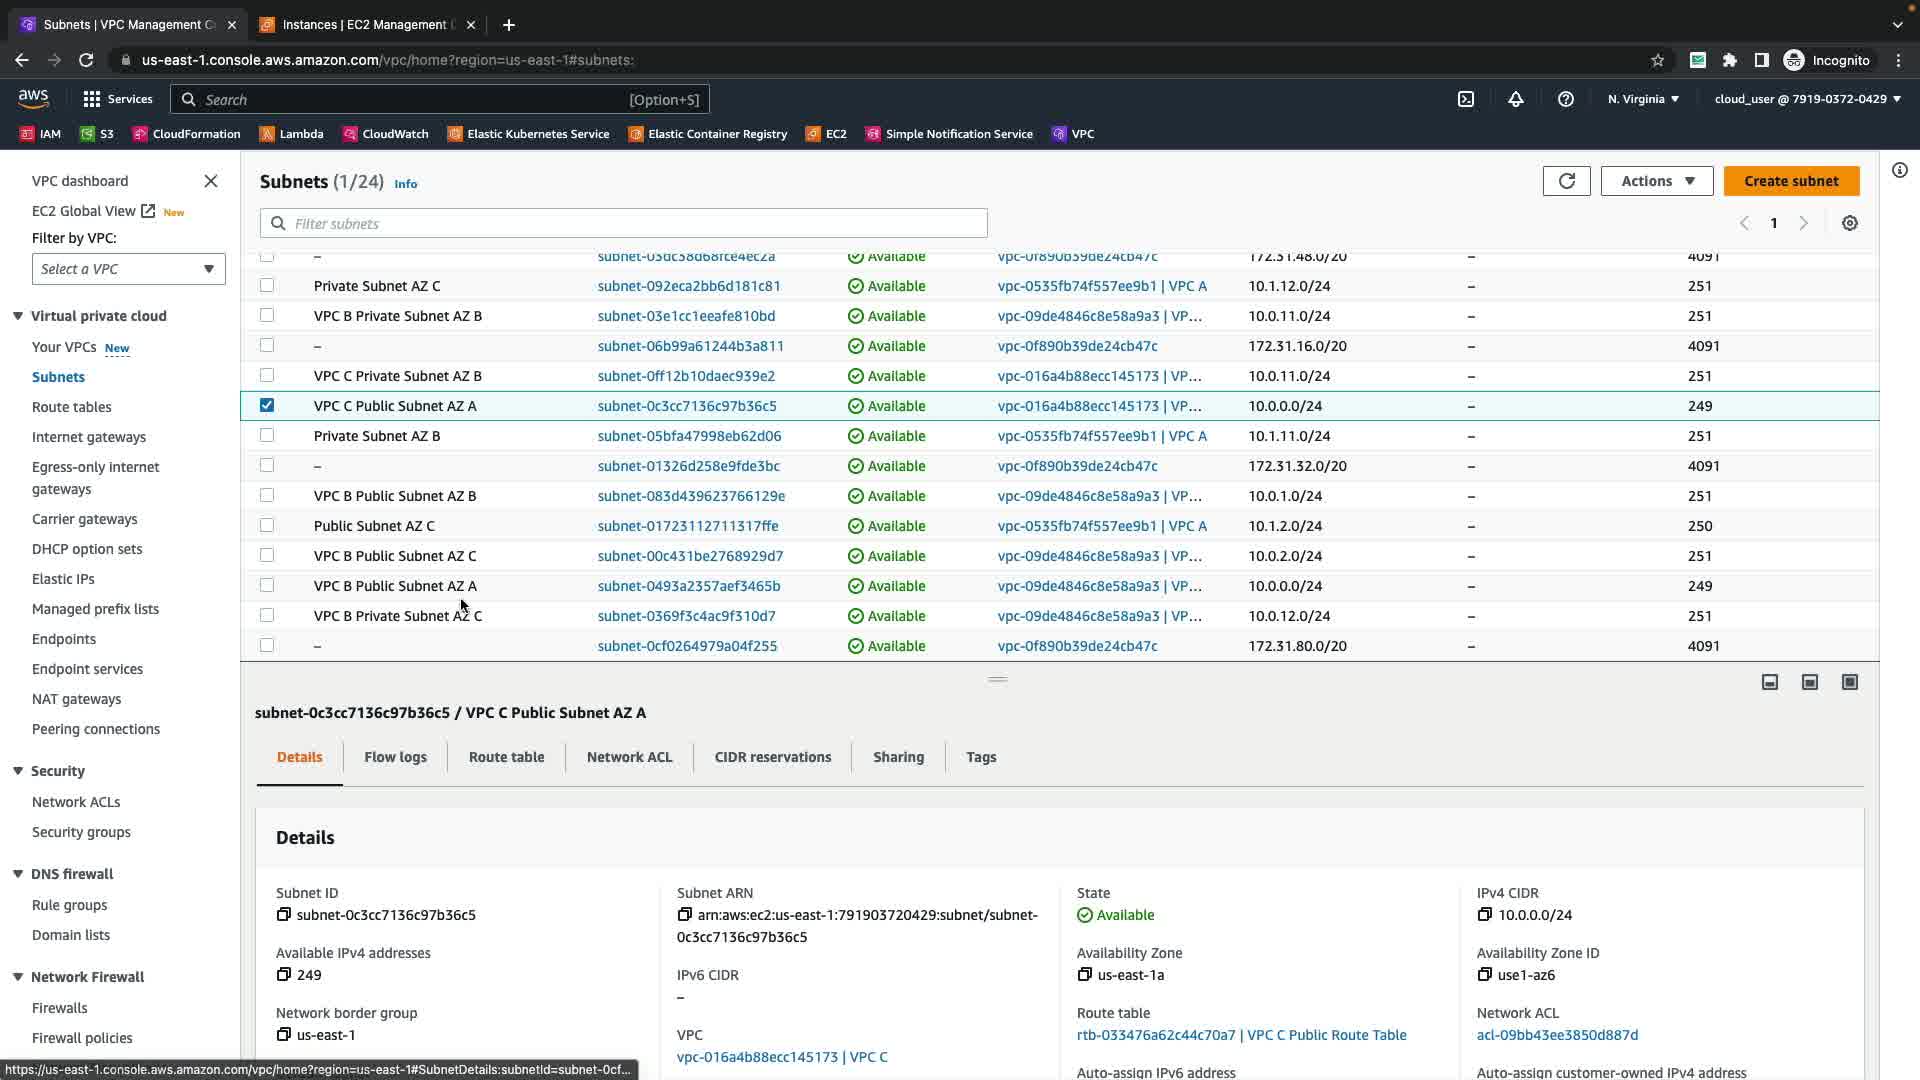 Subnets | VPC Management C
Instances | EC2 Management
us-east-1.console.aws.amazon.com/vpc/home?region=us-east-1#subnets:
Incognito
aws
Services
Search
[Option+S]
N. Virginia
cloud_user @ 7919-0372-0429
IAM
S3
CloudFormation
Lambda
CloudWatch
Elastic Kubernetes Service
Elastic Container Registry
EC2
Simple Notification Service
VPC
VPC dashboard
EC2 Global View New
Filter by VPC:
Select a VPC
Virtual private cloud
Your VPCs New
Subnets
Route tables
Internet gateways
Egress-only internet
gateways
Carrier gateways
DHCP option sets
Elastic IPs
Managed prefix lists
Endpoints
Endpoint services
NAT gateways
Peering connections
Security
Network ACLs
Security groups
DNS firewall
Rule groups
Domain lists
Network Firewall
Firewalls
Firewall policies
Subnets (1/24) Info
Actions
Create subnet
Filter subnets
1
– subnet-03dc38d68fce4ec2a Available vpc-0f890b39de24cb47c 172.31.48.0/20 – 4091
Private Subnet AZ C subnet-092eca2bb6d181c81 Available vpc-0535fb74f557ee9b1 | VPC A 10.1.12.0/24 – 251
VPC B Private Subnet AZ B subnet-03e1cc1eeafe810bd Available vpc-09de4846c8e58a9a3 | VP... 10.0.11.0/24 – 251
– subnet-06b99a61244b3a811 Available vpc-0f890b39de24cb47c 172.31.16.0/20 – 4091
VPC C Private Subnet AZ B subnet-0ff12b10daec939e2 Available vpc-016a4b88ecc145173 | VP... 10.0.11.0/24 – 251
VPC C Public Subnet AZ A subnet-0c3cc7136c97b36c5 Available vpc-016a4b88ecc145173 | VP... 10.0.0.0/24 – 249
Private Subnet AZ B subnet-05bfa47998eb62d06 Available vpc-0535fb74f557ee9b1 | VPC A 10.1.11.0/24 – 251
– subnet-01326d258e9fde3bc Available vpc-0f890b39de24cb47c 172.31.32.0/20 – 4091
VPC B Public Subnet AZ B subnet-083d439623766129e Available vpc-09de4846c8e58a9a3 | VP... 10.0.1.0/24 – 251
Public Subnet AZ C subnet-01723112711317ffe Available vpc-0535fb74f557ee9b1 | VPC A 10.1.2.0/24 – 250
VPC B Public Subnet AZ C subnet-00c431be2768929d7 Available vpc-09de4846c8e58a9a3 | VP... 10.0.2.0/24 – 251
VPC B Public Subnet AZ A subnet-0493a2357aef3465b Available vpc-09de4846c8e58a9a3 | VP... 10.0.0.0/24 – 249
VPC B Private Subnet AZ C subnet-0369f3c4ac9f310d7 Available vpc-09de4846c8e58a9a3 | VP... 10.0.12.0/24 – 251
– subnet-0cf0264979a04f255 Available vpc-0f890b39de24cb47c 172.31.80.0/20 – 4091
subnet-0c3cc7136c97b36c5 / VPC C Public Subnet AZ A
Details
Flow logs
Route table
Network ACL
CIDR reservations
Sharing
Tags
Details
Subnet ID
subnet-0c3cc7136c97b36c5
Available IPv4 addresses
249
Network border group
us-east-1
Subnet ARN
arn:aws:ec2:us-east-1:791903720429:subnet/subnet-
0c3cc7136c97b36c5
IPv6 CIDR
–
VPC
vpc-016a4b88ecc145173 | VPC C
State
Available
Availability Zone
us-east-1a
Route table
rtb-033476a62c44c70a7 | VPC C Public Route Table
Auto-assign IPv6 address
IPv4 CIDR
10.0.0.0/24
Availability Zone ID
use1-az6
Network ACL
acl-09bb43ee3850d887d
Auto-assign customer-owned IPv4 address
https://us-east-1.console.aws.amazon.com/vpc/home?region=us-east-1#SubnetDetails:subnetId=subnet-0cf...